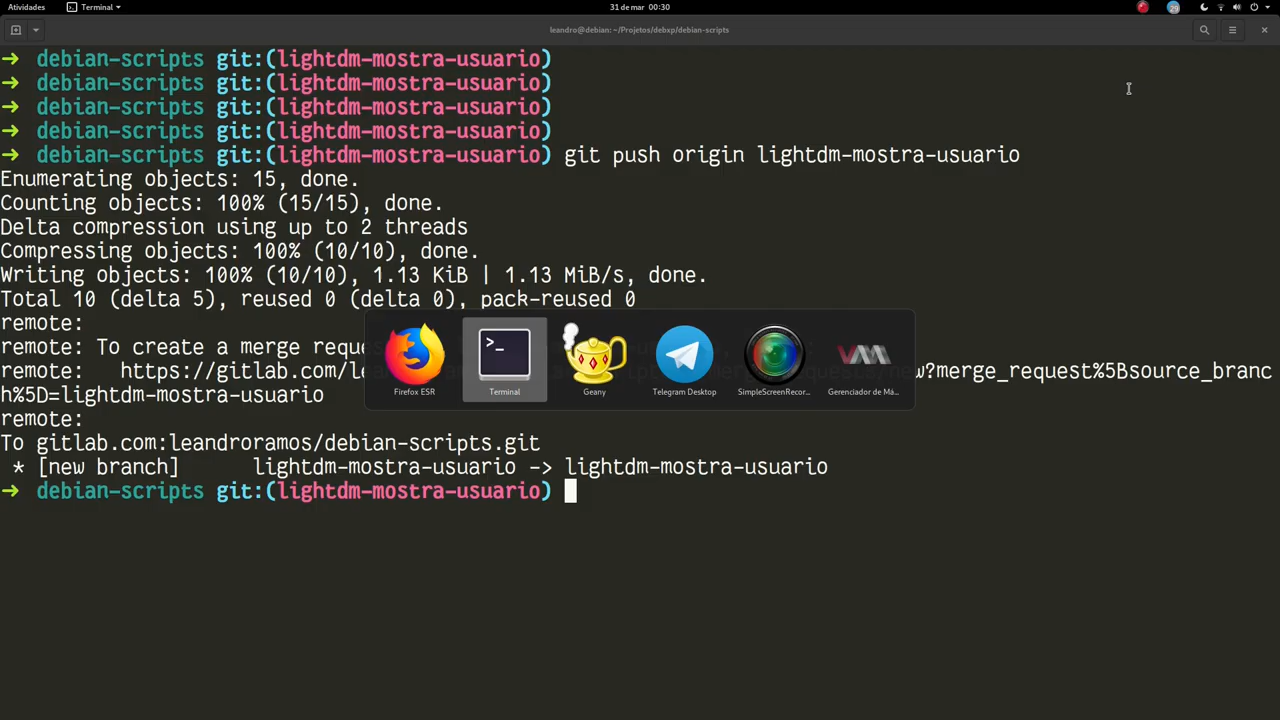 Atividades
Terminal
31 de mar 00:30
29
leandro@debian: ~/Projetos/debxp/debian-scripts
➜ debian-scripts git:(lightdm-mostra-usuario)
➜ debian-scripts git:(lightdm-mostra-usuario)
➜ debian-scripts git:(lightdm-mostra-usuario)
➜ debian-scripts git:(lightdm-mostra-usuario)
➜ debian-scripts git:(lightdm-mostra-usuario) git push origin lightdm-mostra-usuario
Enumerating objects: 15, done.
Counting objects: 100% (15/15), done.
Delta compression using up to 2 threads
Compressing objects: 100% (10/10), done.
Writing objects: 100% (10/10), 1.13 KiB | 1.13 MiB/s, done.
Total 10 (delta 5), reused 0 (delta 0), pack-reused 0
remote:
remote: To create a merge reque
remote: https://gitlab.com/le w?merge_request%5Bsource_branc
h%5D=lightdm-mostra-usuario
remote:
To gitlab.com:leandroramos/debian-scripts.git
* [new branch] lightdm-mostra-usuario -> lightdm-mostra-usuario
➜ debian-scripts git:(lightdm-mostra-usuario)
Firefox ESR
Terminal
Geany
Telegram Desktop
SimpleScreenRecor...
Gerenciador de Má...